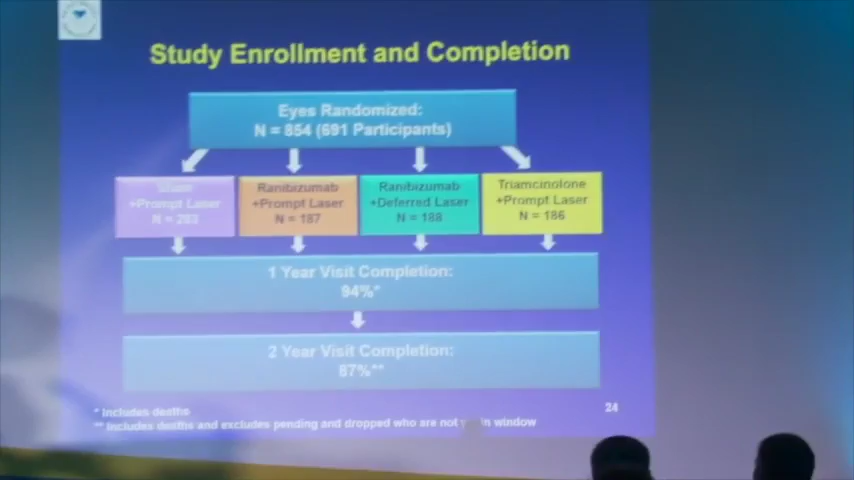 Study Enrollment and Completion
Eyes Randomized:
N = 854 (691 Participants)
Sham
+Prompt Laser
N = 293
Ranibizumab
+Prompt Laser
N = 187
Ranibizumab
+Deferred Laser
N = 188
Triamcinolone
+Prompt Laser
N = 186
1 Year Visit Completion:
94%*
2 Year Visit Completion:
87%**
* Includes deaths
** Includes deaths and excludes pending and dropped who are not in window
24